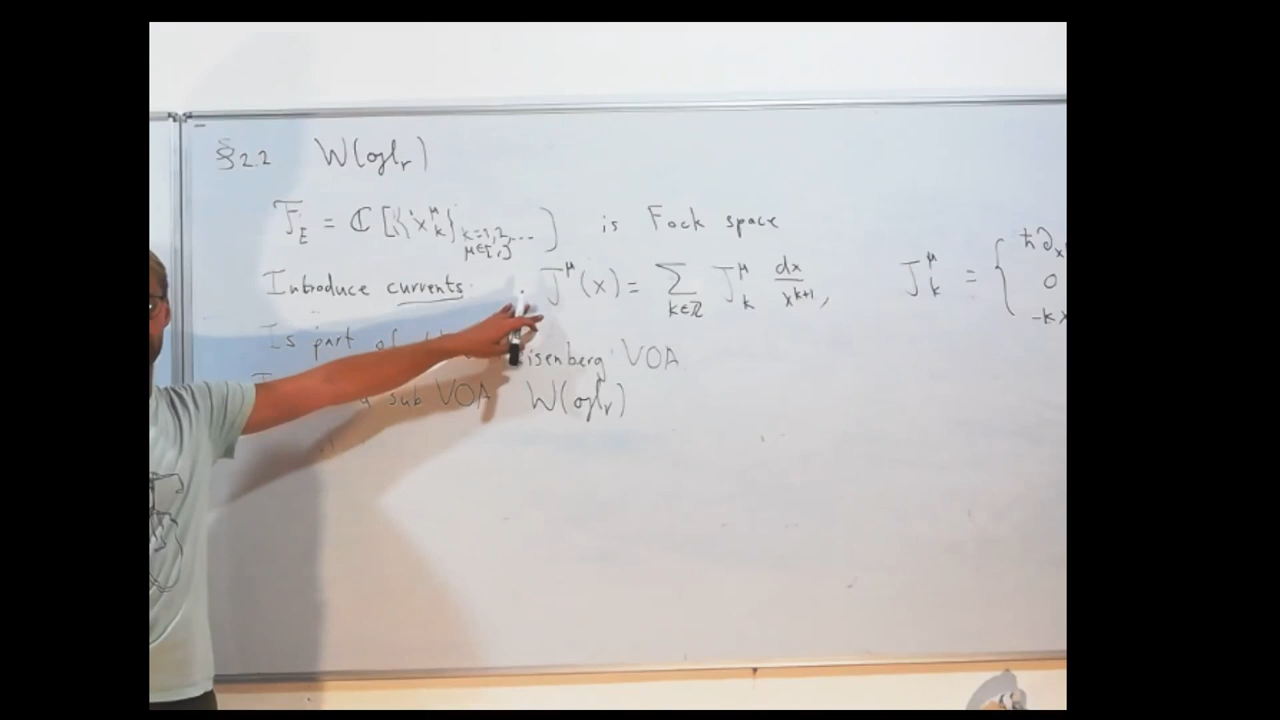 §2.2 W(gl_r)
F_E = ℂ[{x^μ_k}_{k=1,2,... μ∈[r]}] is Fock space
Introduce currents: J^μ(x) = Σ_{k∈ℤ} J^μ_k dx/x^{k+1}, J^μ_k = { ħ∂_x
0
-kx
Is part of isenberg VOA
sub VOA W(gl_r)